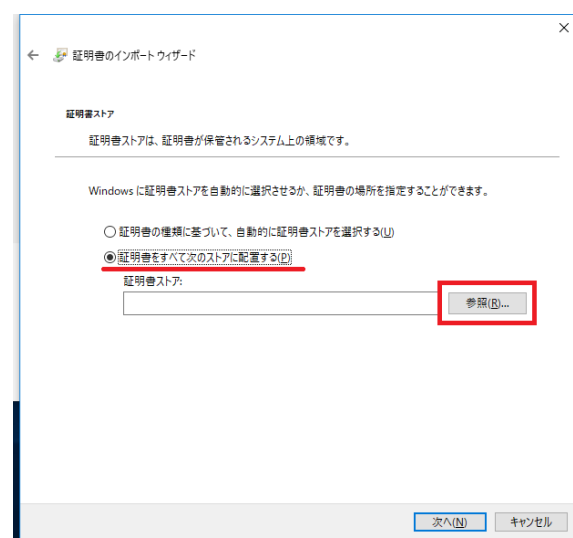 証明書のインポート ウィザード
証明書ストア
証明書ストアは、証明書が保管されるシステム上の領域です。
Windows に証明書ストアを自動的に選択させるか、証明書の場所を指定することができます。
証明書の種類に基づいて、自動的に証明書ストアを選択する(U)
証明書をすべて次のストアに配置する(P)
証明書ストア:
参照(R)...
次へ(N) キャンセル